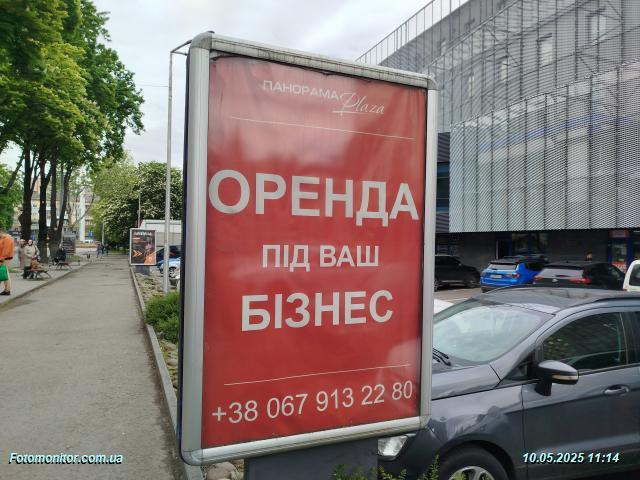 ПАНОРАМА
Plaza
ОРЕНДА
ПІД ВАШ
БІЗНЕС
+38 067 913 22 80
Fotomonitor.com.ua
10.05.2025 11:14